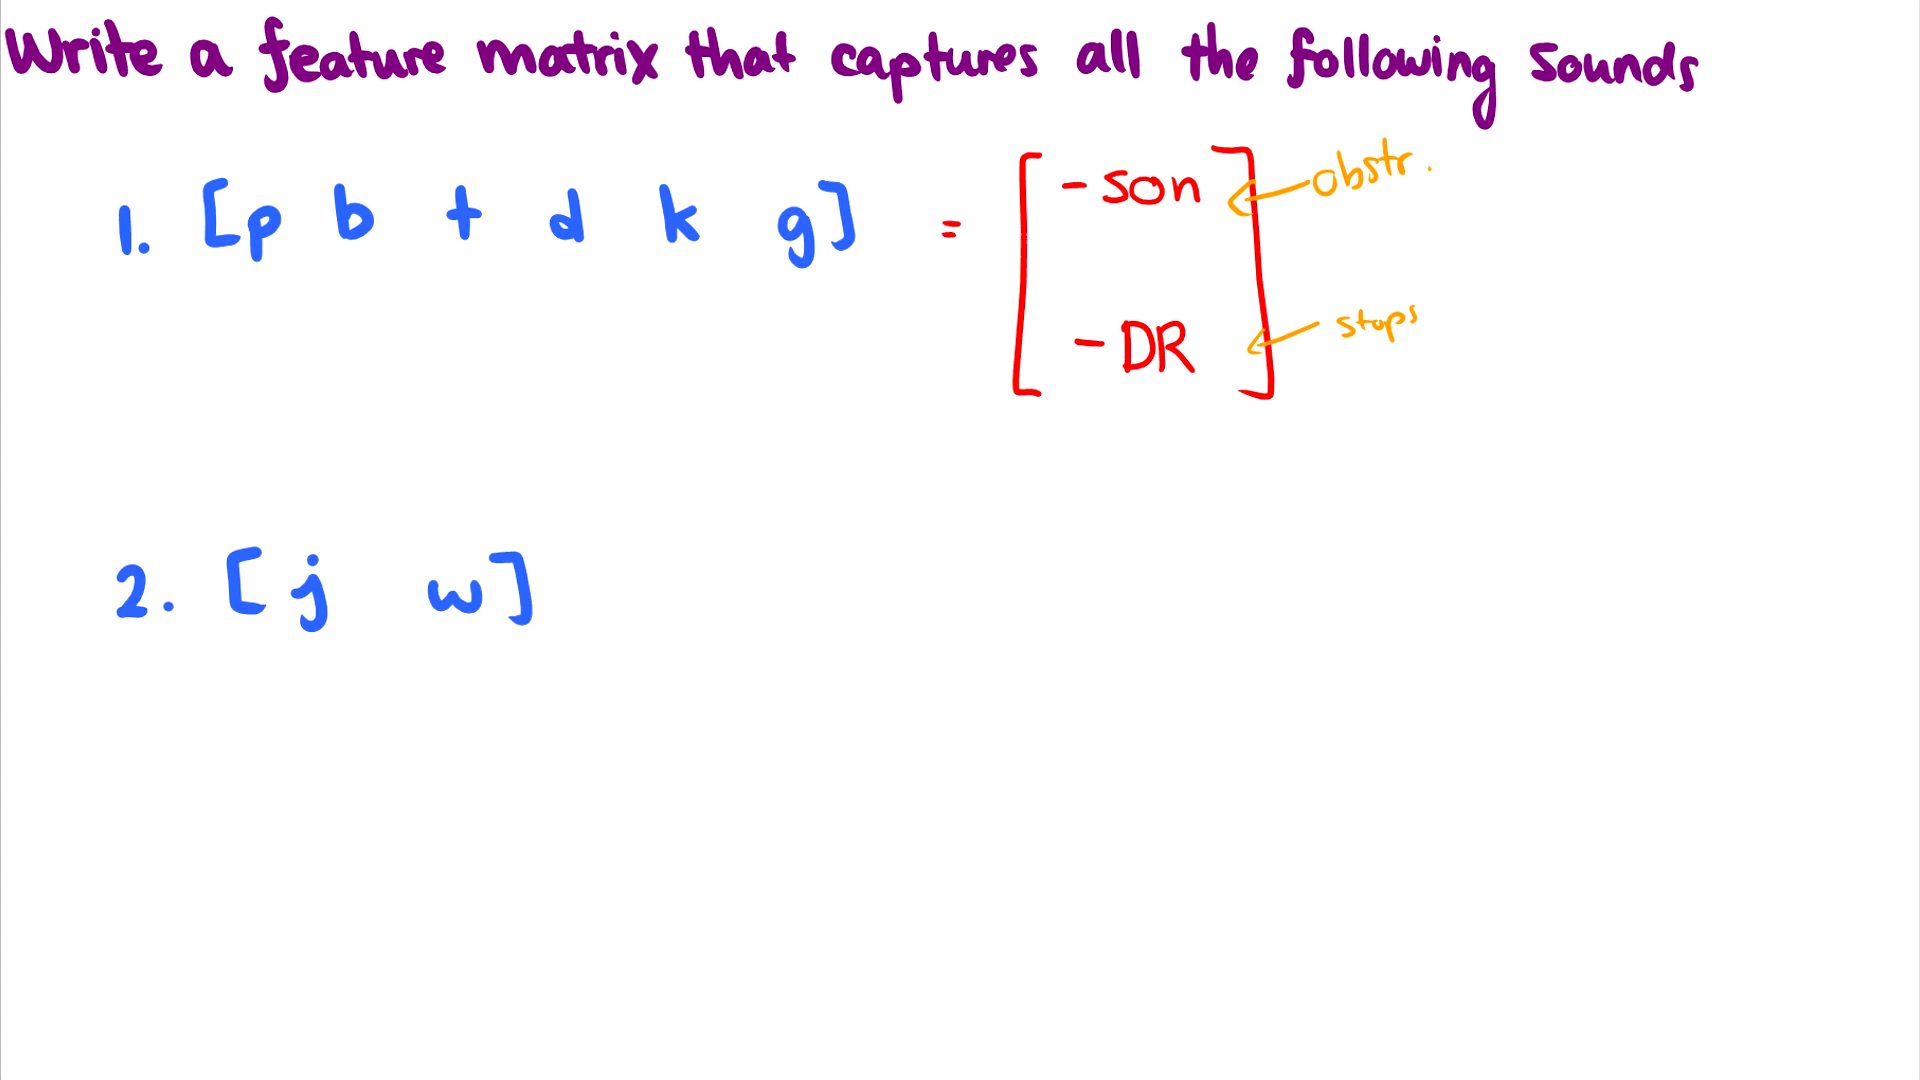 Write a feature matrix that captures all the following sounds
1. [p b t d k g] = [-son
-DR]
obstr.
stops
2. [j w]